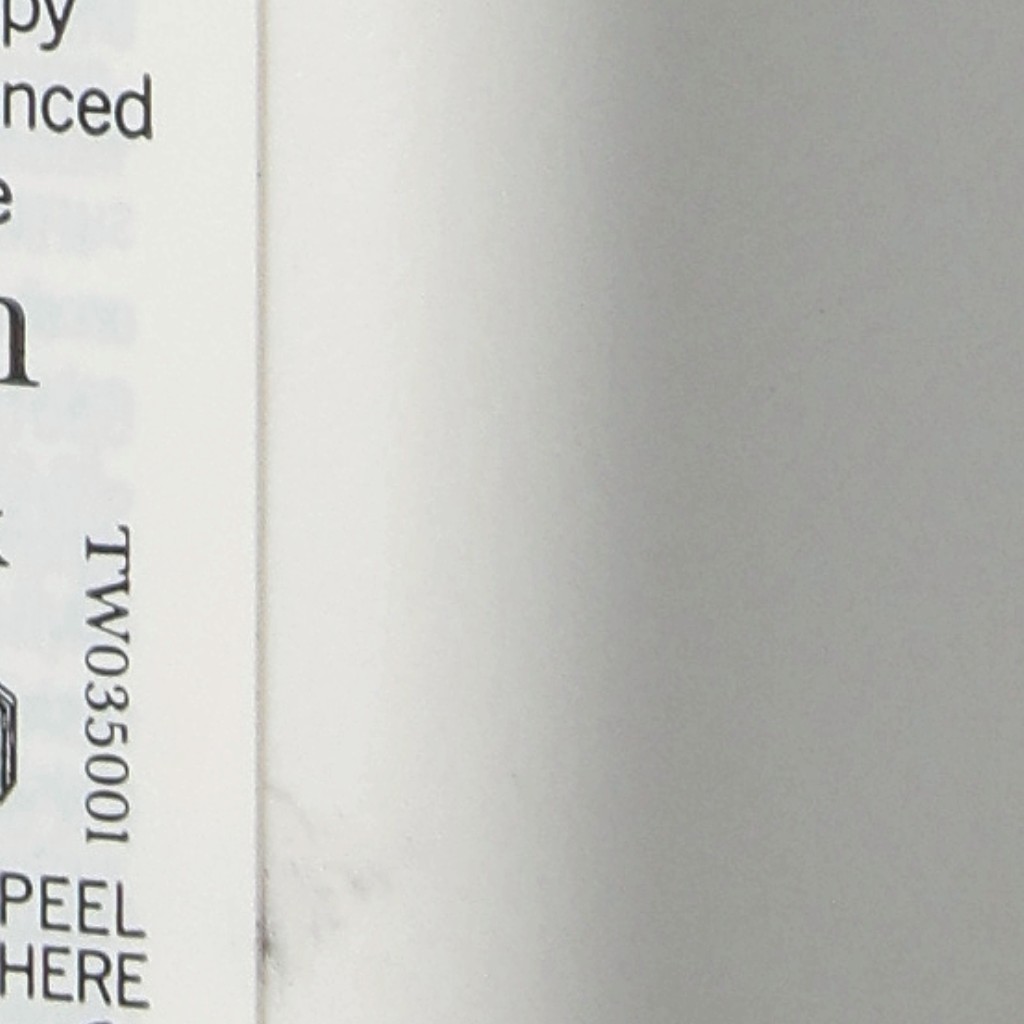 py
nced
e
n
TW035001
PEEL
HERE